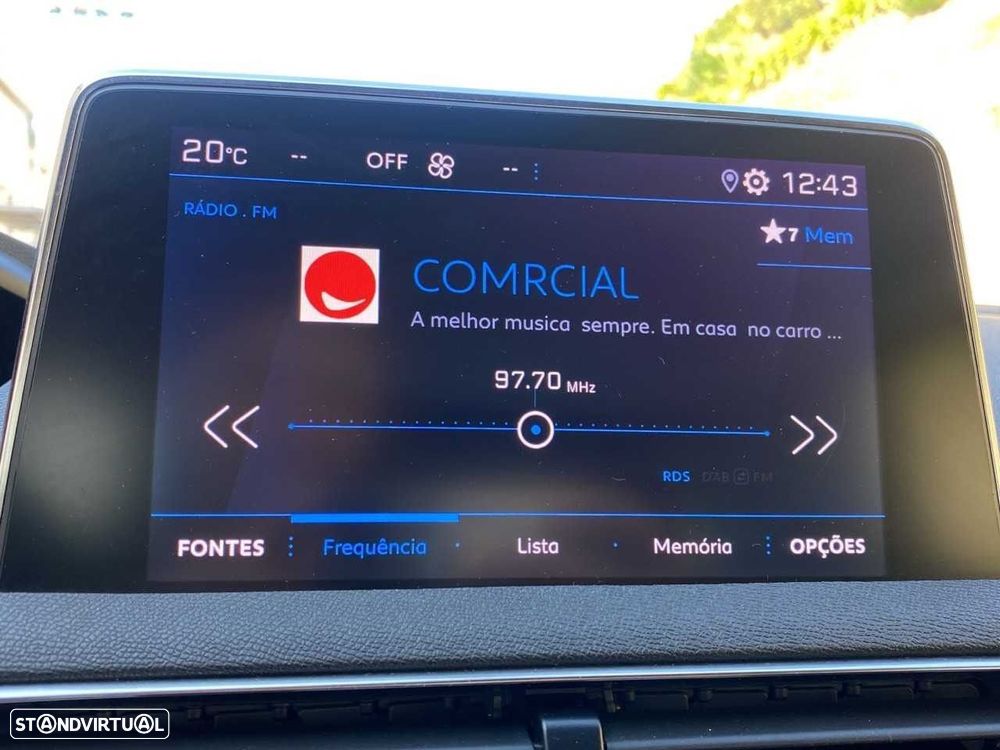 20°C -- OFF -- 12:43
RÁDIO . FM
★7 Mem
COMRCIAL
A melhor musica sempre. Em casa no carro ...
97.70 MHz
RDS DAB FM
FONTES Frequência Lista Memória OPÇÕES
STANDVIRTUAL